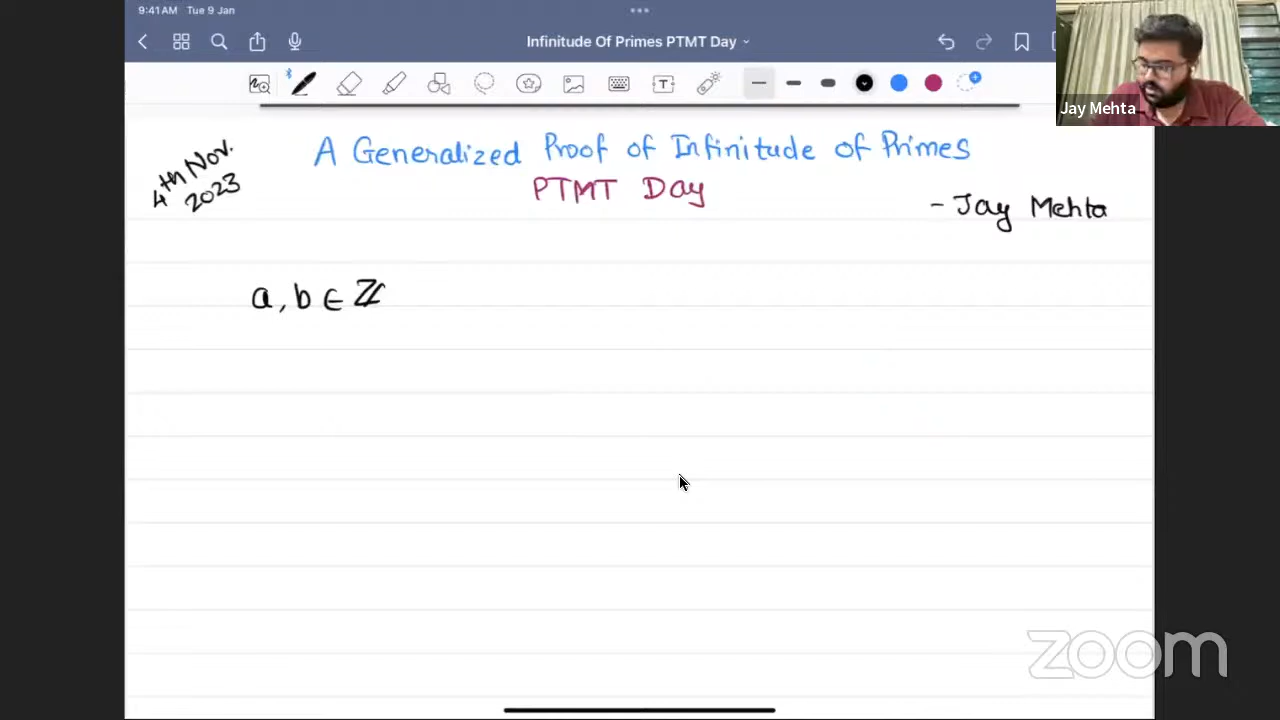 9:41 AM Tue 9 Jan
Infinitude Of Primes PTMT Day
Jay Mehta
4th Nov.
2023
A Generalized Proof of Infinitude of Primes
PTMT Day
- Jay Mehta
a, b ∈ ℤ
zoom